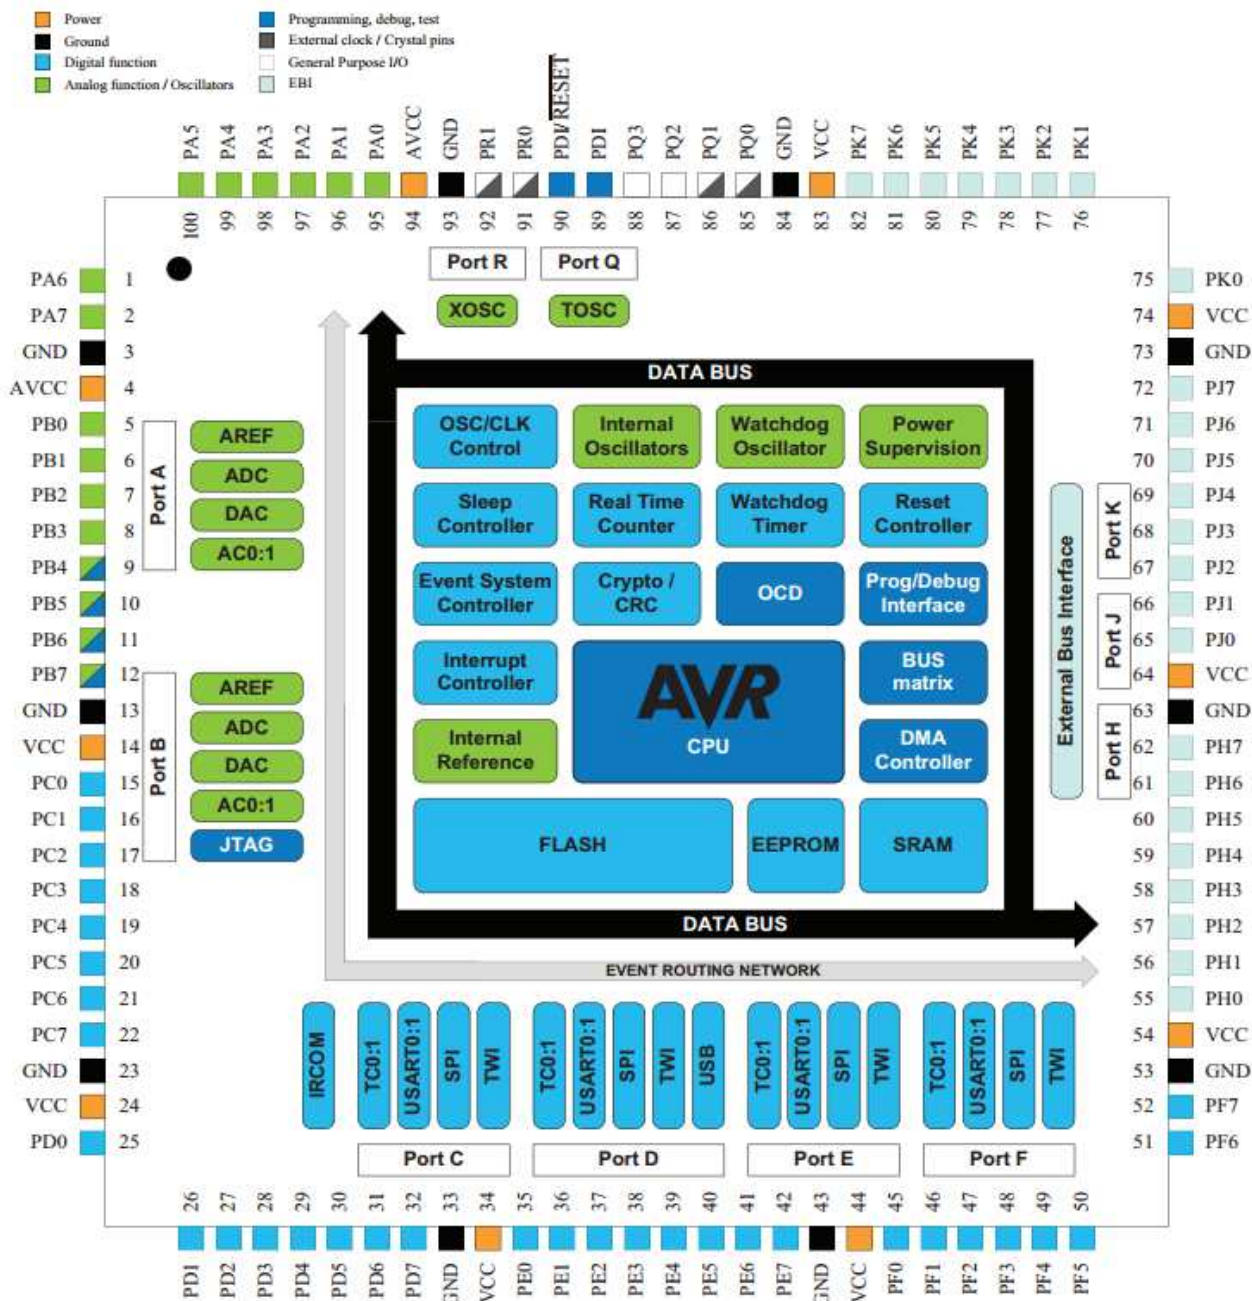 Power
Ground
Digital function
Analog function / Oscillators
Programming, debug, test
External clock / Crystal pins
General Purpose I/O
EBI
PA5 PA4 PA3 PA2 PA1 PA0 AVCC GND PR1 PR0 PDI/RESET PDI PQ3 PQ2 PQ1 PQ0 GND VCC PK7 PK6 PK5 PK4 PK3 PK2 PK1
100 99 98 97 96 95 94 93 92 91 90 89 88 87 86 85 84 83 82 81 80 79 78 77 76
PA6 1
PA7 2
GND 3
AVCC 4
PB0 5
PB1 6
PB2 7
PB3 8
PB4 9
PB5 10
PB6 11
PB7 12
GND 13
VCC 14
PC0 15
PC1 16
PC2 17
PC3 18
PC4 19
PC5 20
PC6 21
PC7 22
GND 23
VCC 24
PD0 25
Port R
Port Q
XOSC
TOSC
Port A
AREF
ADC
DAC
AC0:1
Port B
AREF
ADC
DAC
AC0:1
JTAG
DATA BUS
OSC/CLK
Control
Internal
Oscillators
Watchdog
Oscillator
Power
Supervision
Sleep
Controller
Real Time
Counter
Watchdog
Timer
Reset
Controller
Event System
Controller
Crypto /
CRC
OCD
Prog/Debug
Interface
Interrupt
Controller
AVR
CPU
BUS
matrix
Internal
Reference
DMA
Controller
FLASH
EEPROM
SRAM
DATA BUS
EVENT ROUTING NETWORK
External Bus Interface
Port K
Port J
Port H
75 PK0
74 VCC
73 GND
72 PJ7
71 PJ6
70 PJ5
69 PJ4
68 PJ3
67 PJ2
66 PJ1
65 PJ0
64 VCC
63 GND
62 PH7
61 PH6
60 PH5
59 PH4
58 PH3
57 PH2
56 PH1
55 PH0
54 VCC
53 GND
52 PF7
51 PF6
IRCOM
TC0:1
USART0:1
SPI
TWI
TC0:1
USART0:1
SPI
TWI
USB
TC0:1
USART0:1
SPI
TWI
TC0:1
USART0:1
SPI
TWI
Port C
Port D
Port E
Port F
26 27 28 29 30 31 32 33 34 35 36 37 38 39 40 41 42 43 44 45 46 47 48 49 50
PD1 PD2 PD3 PD4 PD5 PD6 PD7 GND VCC PE0 PE1 PE2 PE3 PE4 PE5 PE6 PE7 GND VCC PF0 PF1 PF2 PF3 PF4 PF5